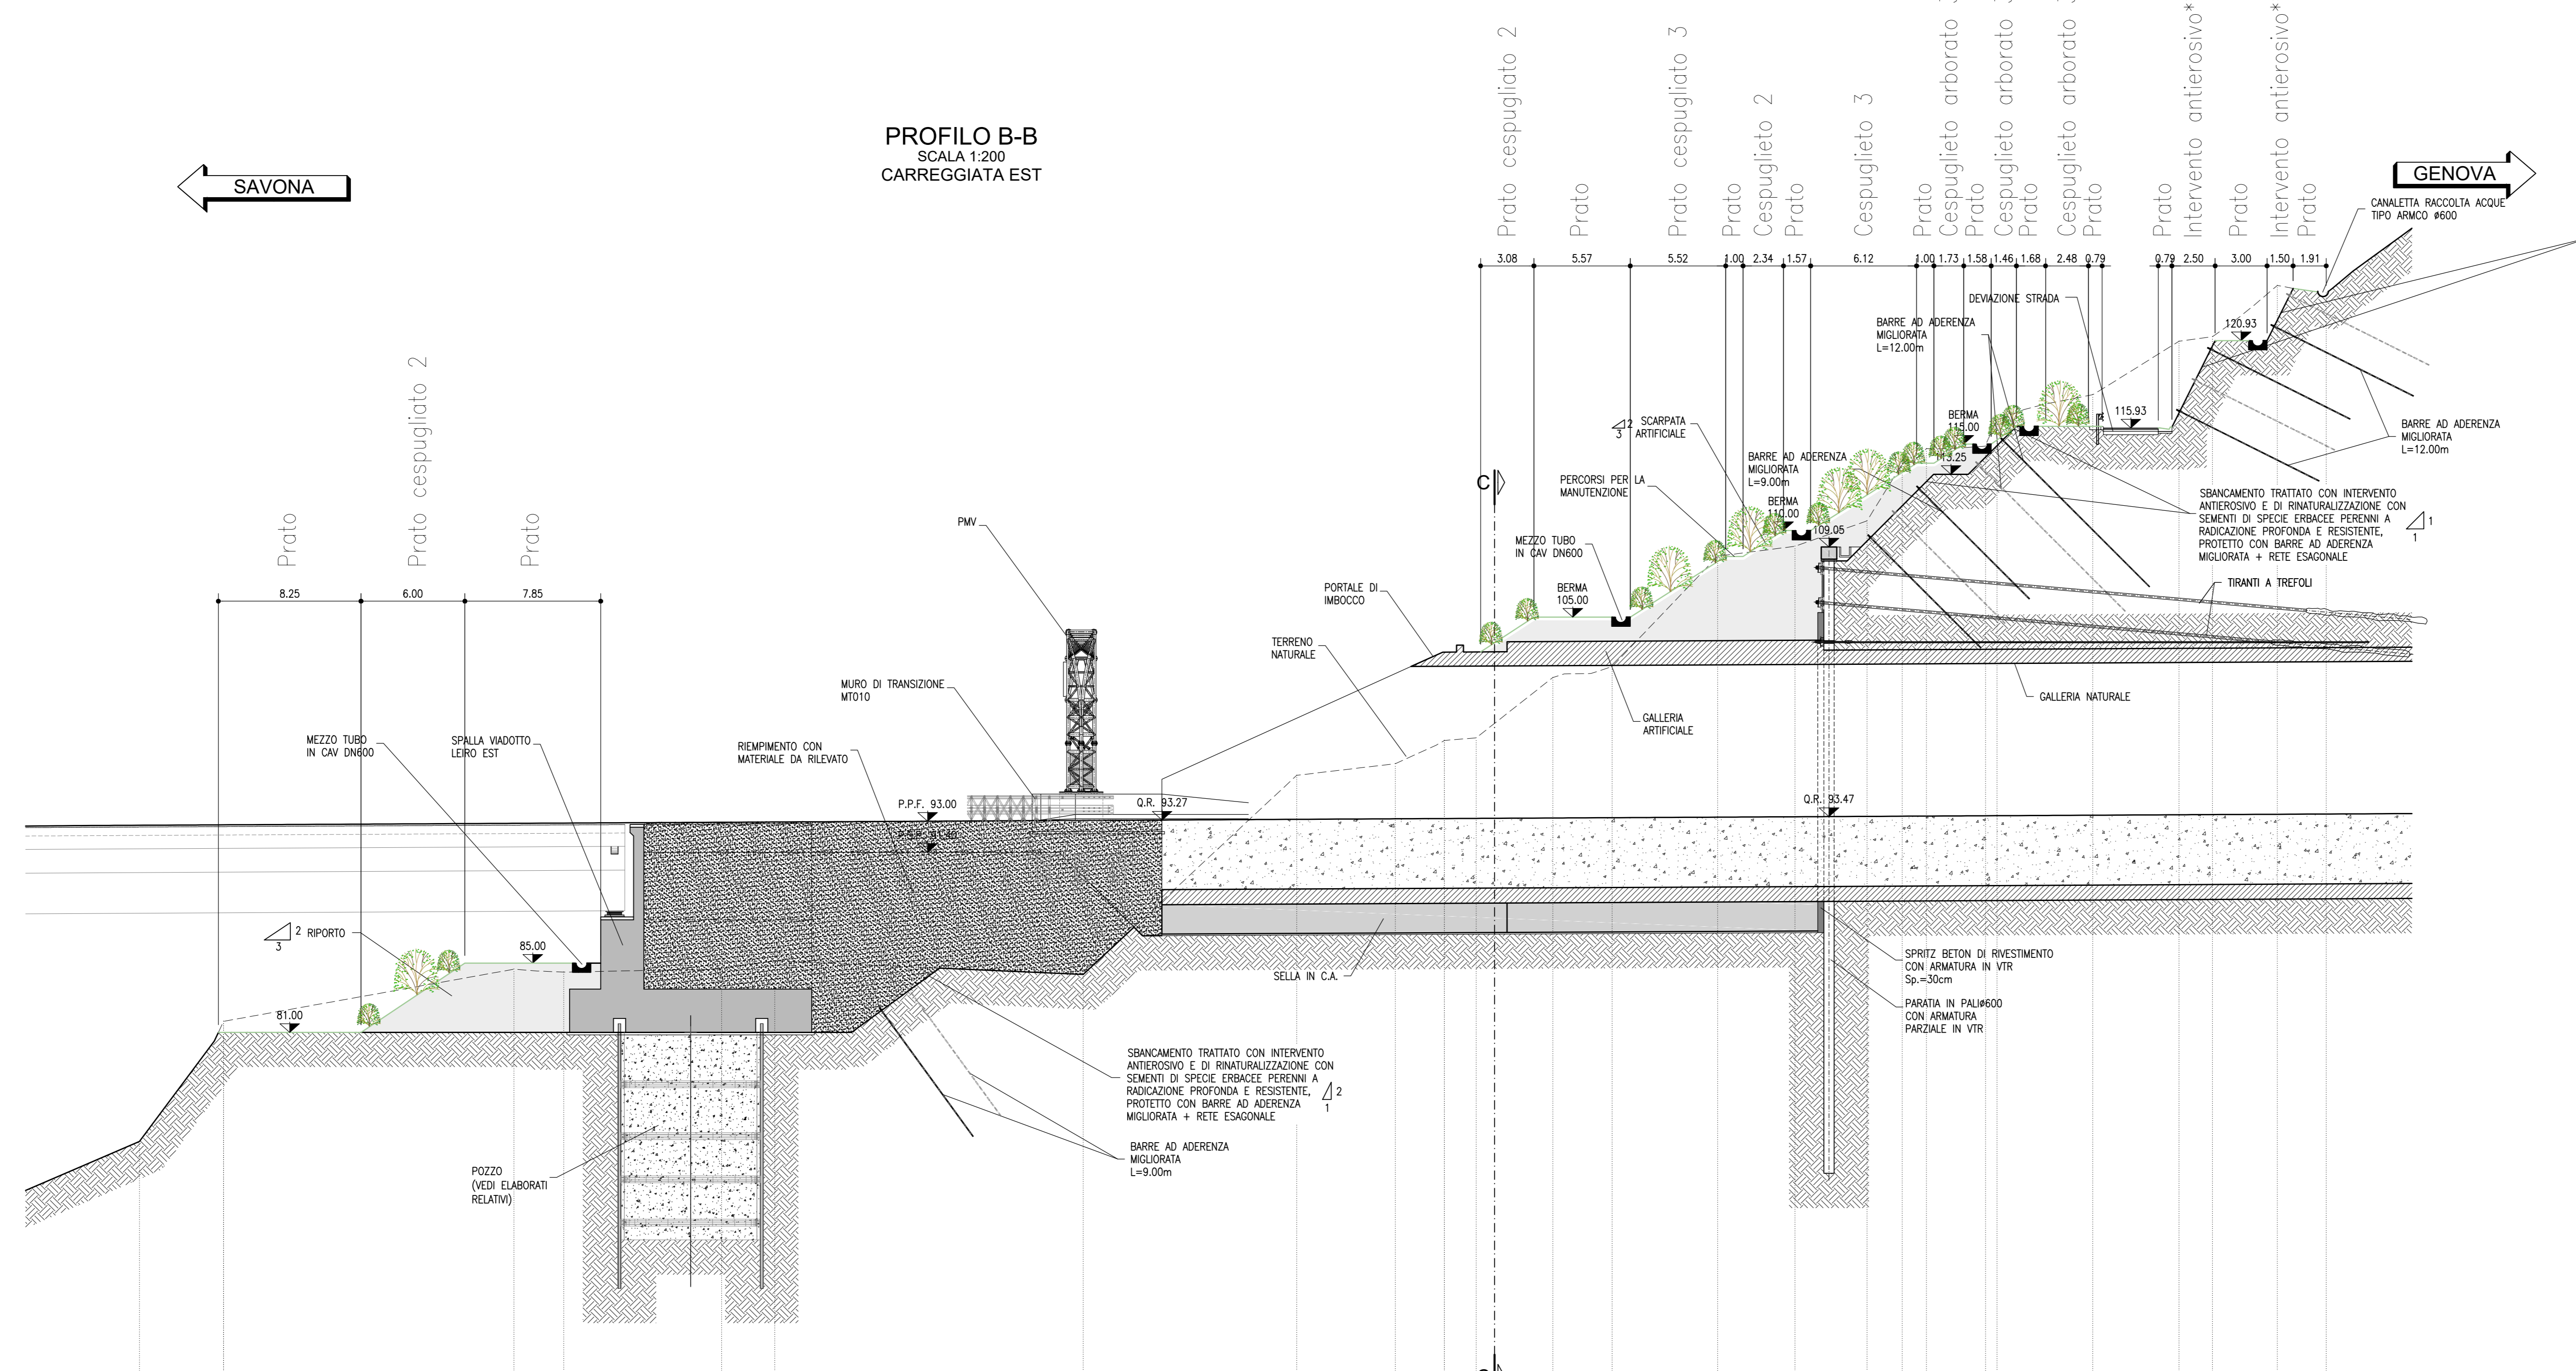 PROFILO B-B
SCALA 1:200
CARREGGIATA EST
SAVONA
GENOVA
Prato cespugliato 2
Prato
Prato cespugliato 3
Prato
Cespuglieto 2
Prato
Cespuglieto 3
Prato
Cespuglieto arborato
Prato
Cespuglieto arborato
Prato
Cespuglieto arborato
Prato
Prato
Intervento antierosivo*
Prato
Intervento antierosivo*
Prato
3.08
5.57
5.52
1.00
2.34
1.57
6.12
1.00
1.73
1.58
1.46
1.68
2.48
0.79
0.79
2.50
3.00
1.50
1.91
CANALETTA RACCOLTA ACQUE
TIPO ARMCO ø600
DEVIAZIONE STRADA
BARRE AD ADERENZA
MIGLIORATA
L=12.00m
120.93
115.93
BERMA
115.00
113.25
BARRE AD ADERENZA
MIGLIORATA
L=12.00m
2
3
SCARPATA
ARTIFICIALE
BARRE AD ADERENZA
MIGLIORATA
L=9.00m
BERMA
110.00
109.05
PERCORSI PER LA
MANUTENZIONE
C
MEZZO TUBO
IN CAV DN600
BERMA
105.00
SBANCAMENTO TRATTATO CON INTERVENTO
ANTIEROSIVO E DI RINATURALIZZAZIONE CON
SEMENTI DI SPECIE ERBACEE PERENNI A
RADICAZIONE PROFONDA E RESISTENTE,
PROTETTO CON BARRE AD ADERENZA
MIGLIORATA + RETE ESAGONALE
1
1
TIRANTI A TREFOLI
PORTALE DI
IMBOCCO
TERRENO
NATURALE
GALLERIA NATURALE
GALLERIA
ARTIFICIALE
Prato
Prato cespugliato 2
Prato
8.25
6.00
7.85
PMV
MURO DI TRANSIZIONE
MT010
MEZZO TUBO
IN CAV DN600
SPALLA VIADOTTO
LEIRO EST
RIEMPIMENTO CON
MATERIALE DA RILEVATO
P.P.F. 93.00
Q.R. 93.27
Q.R. 93.47
2
3
RIPORTO
85.00
81.00
SELLA IN C.A.
SPRITZ BETON DI RIVESTIMENTO
CON ARMATURA IN VTR
Sp.=30cm
PARATIA IN PALIø600
CON ARMATURA
PARZIALE IN VTR
SBANCAMENTO TRATTATO CON INTERVENTO
ANTIEROSIVO E DI RINATURALIZZAZIONE CON
SEMENTI DI SPECIE ERBACEE PERENNI A
RADICAZIONE PROFONDA E RESISTENTE,
PROTETTO CON BARRE AD ADERENZA
MIGLIORATA + RETE ESAGONALE
2
1
BARRE AD ADERENZA
MIGLIORATA
L=9.00m
POZZO
(VEDI ELABORATI
RELATIVI)